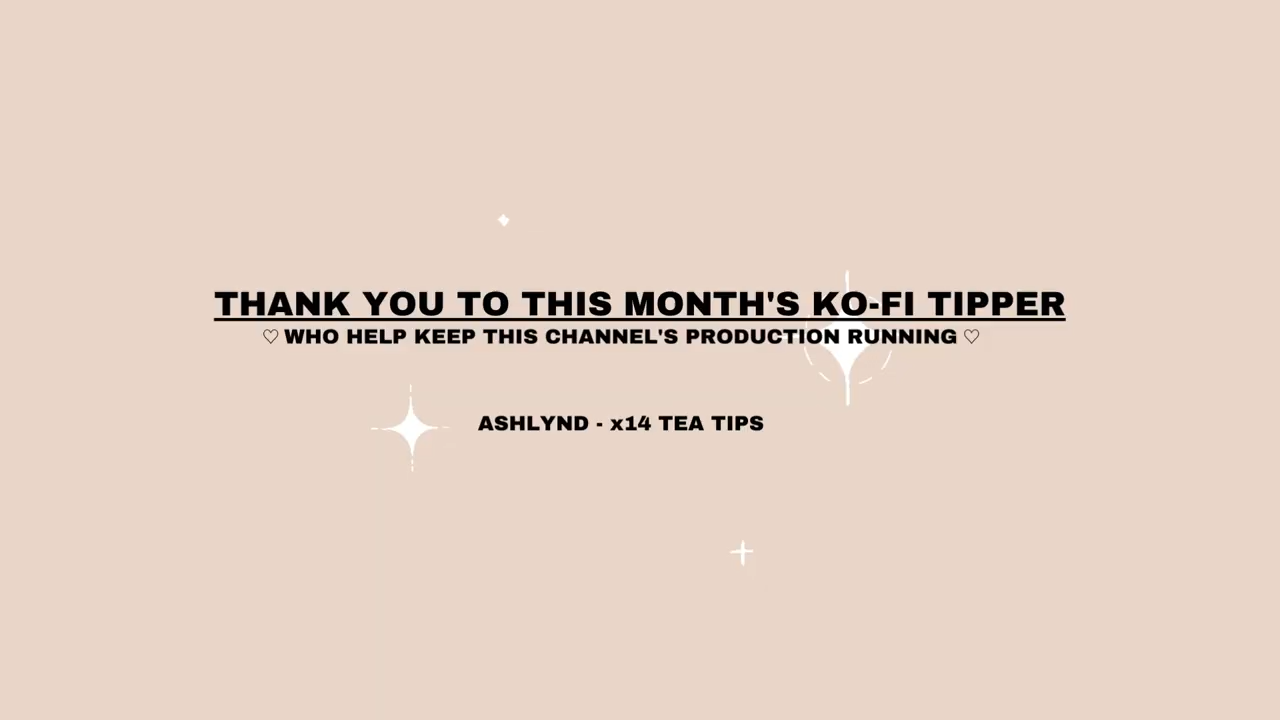 THANK YOU TO THIS MONTH'S KO-FI TIPPER
♡ WHO HELP KEEP THIS CHANNEL'S PRODUCTION RUNNING ♡
ASHLYND - x14 TEA TIPS